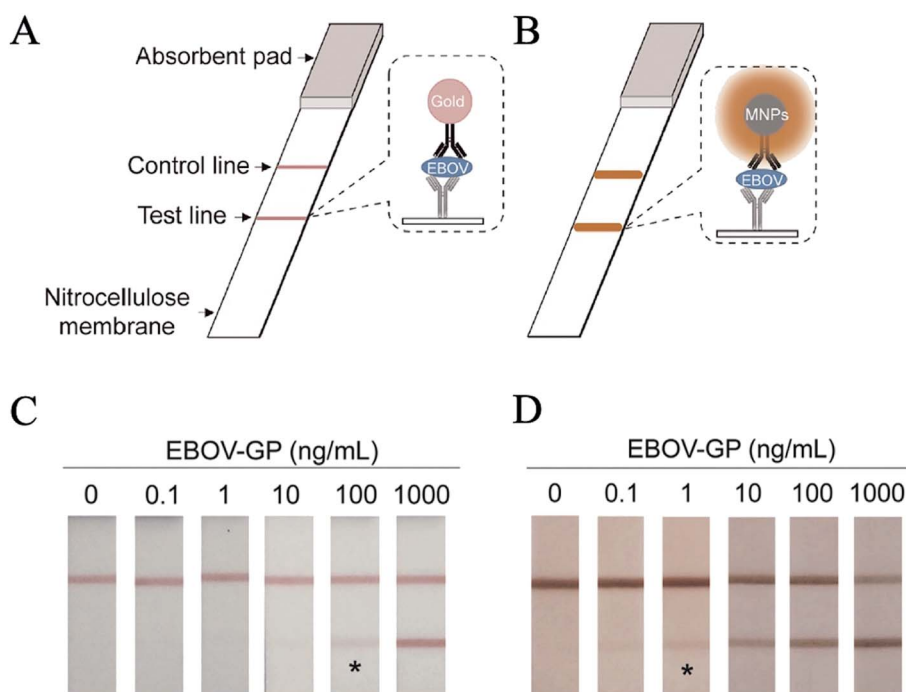 A
Absorbent pad
Control line
Test line
Nitrocellulose
membrane
Gold
EBOV
B
MNPs
EBOV
C
EBOV-GP (ng/mL)
0 0.1 1 10 100 1000
*
D
EBOV-GP (ng/mL)
0 0.1 1 10 100 1000
*